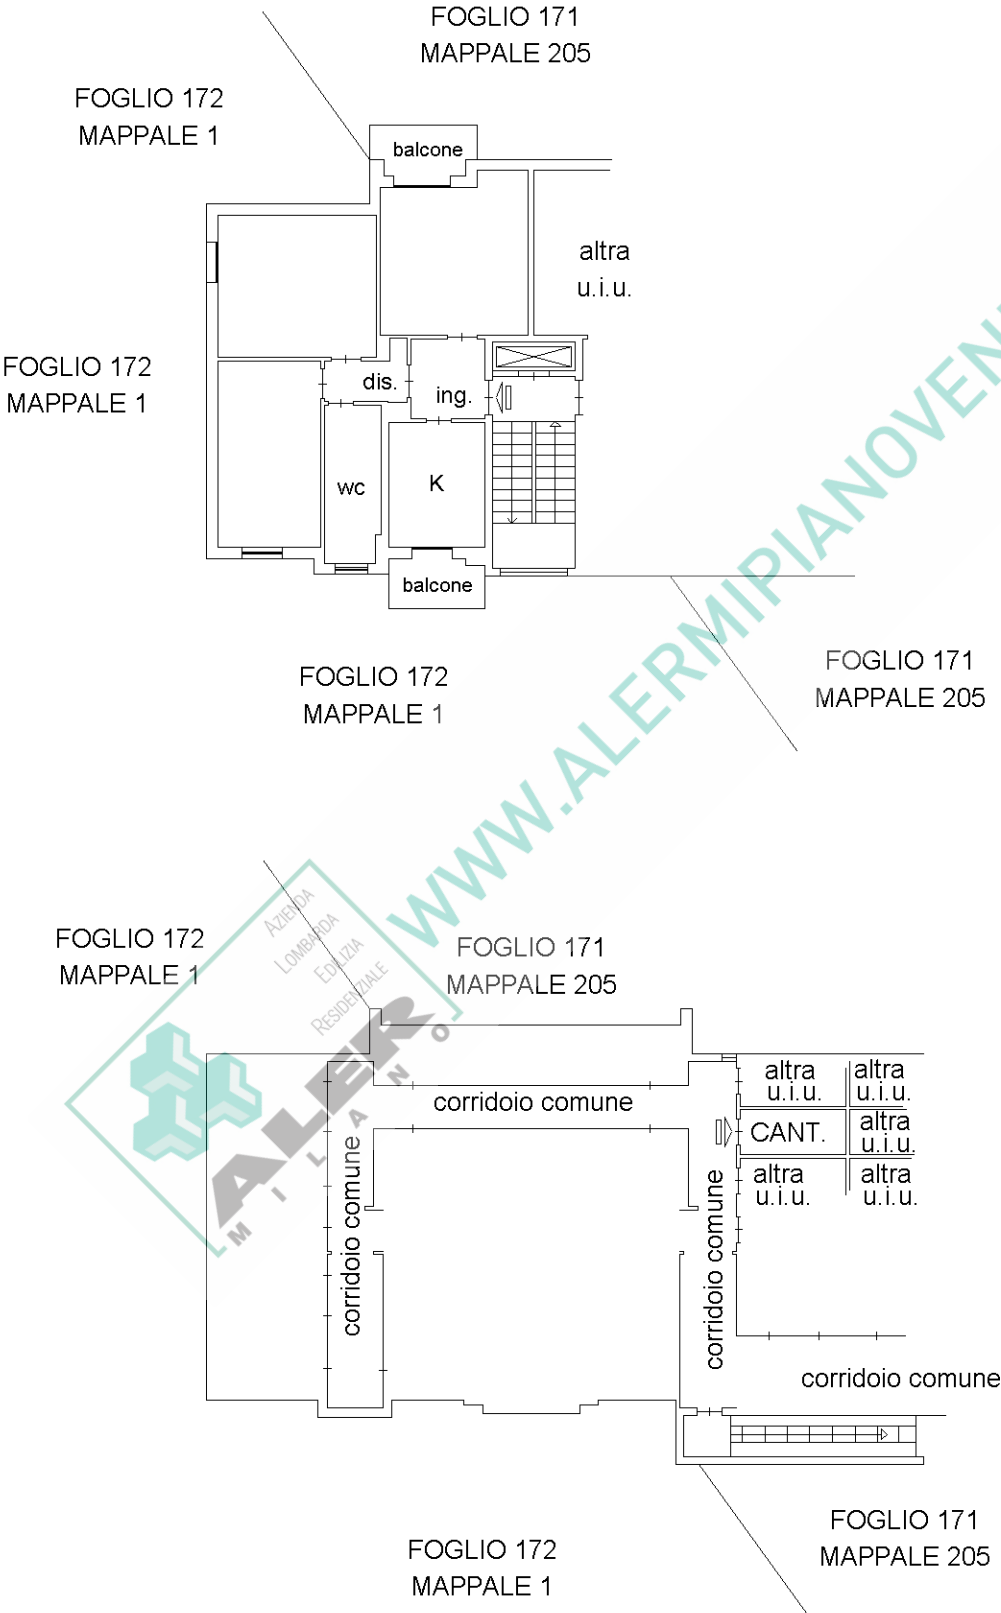 FOGLIO 171
MAPPALE 205
FOGLIO 172
MAPPALE 1
balcone
altra
u.i.u.
FOGLIO 172
MAPPALE 1
dis.
ing.
wc
K
balcone
FOGLIO 172
MAPPALE 1
FOGLIO 171
MAPPALE 205
WWW.ALERMIPIANOVEN
AZIENDA
LOMBARDA
EDILIZIA
RESIDENZIALE
ALER
MILANO
FOGLIO 172
MAPPALE 1
FOGLIO 171
MAPPALE 205
corridoio comune
corridoio comune
corridoio comune
altra
u.i.u.
altra
u.i.u.
CANT.
altra
u.i.u.
altra
u.i.u.
altra
u.i.u.
corridoio comune
FOGLIO 172
MAPPALE 1
FOGLIO 171
MAPPALE 205